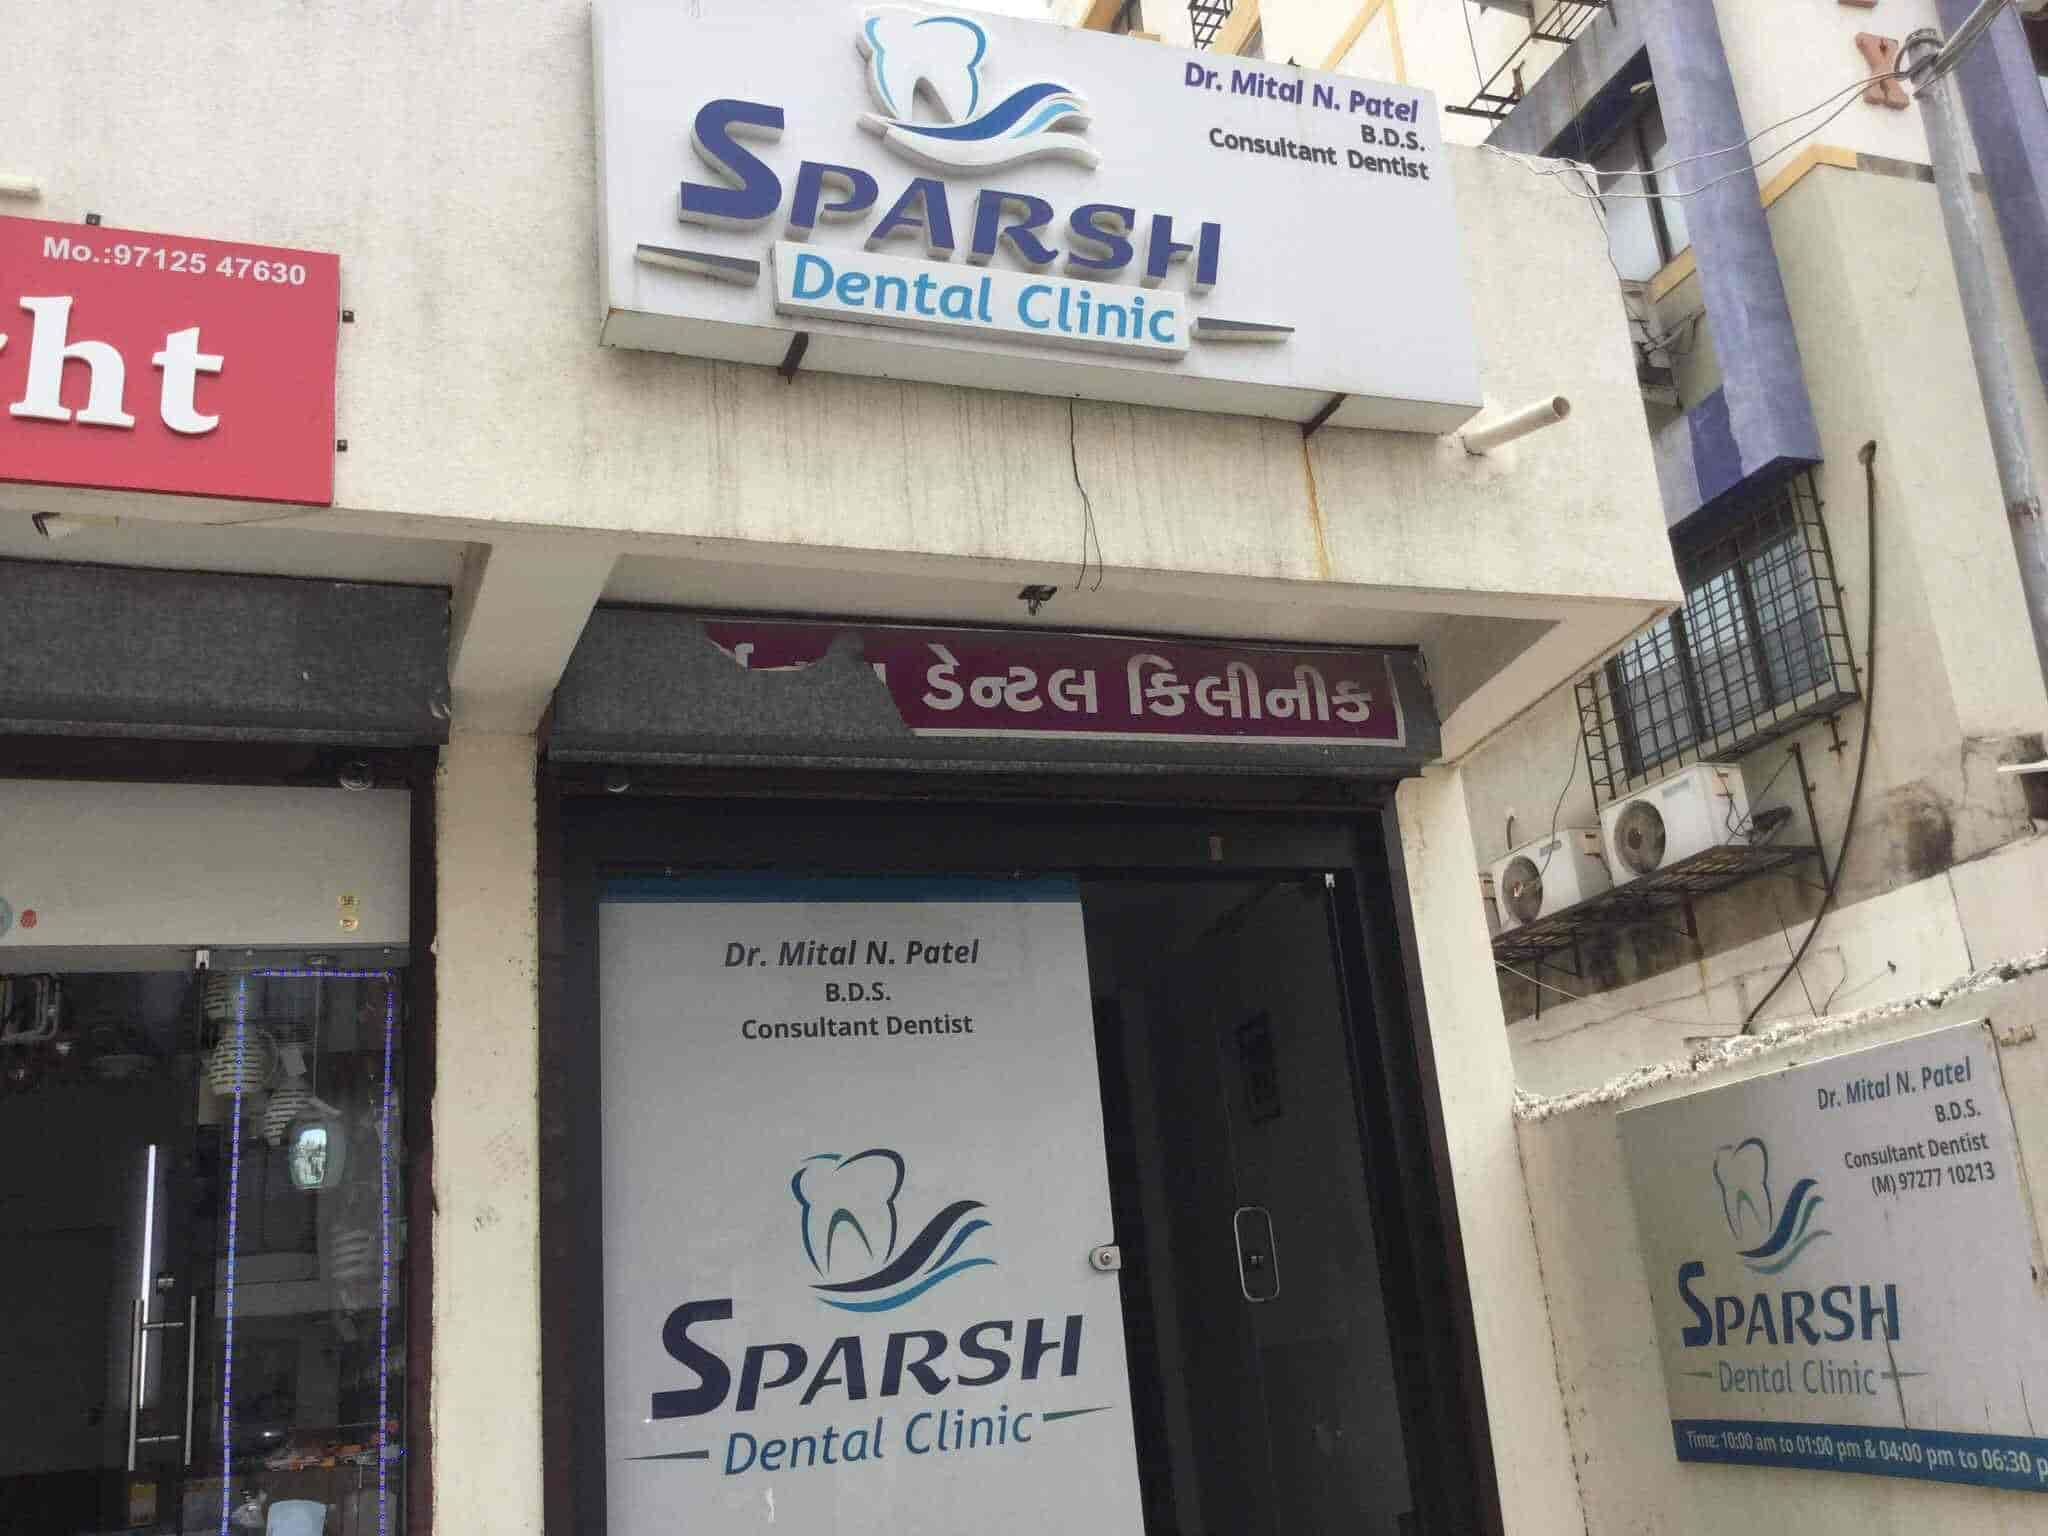 Dr. Mital N. Patel
B.D.S.
Consultant Dentist
SPARSH
Dental Clinic
Mo.:97125 47630
ડેન્ટલ કિલીનીક
Dr. Mital N. Patel
B.D.S.
Consultant Dentist
SPARSH
Dental Clinic
Dr. Mital N. Patel
B.D.S.
Consultant Dentist
(M) 97277 10213
SPARSH
Dental Clinic
Time: 10:00 am to 01:00 pm & 04:00 pm to 06:30